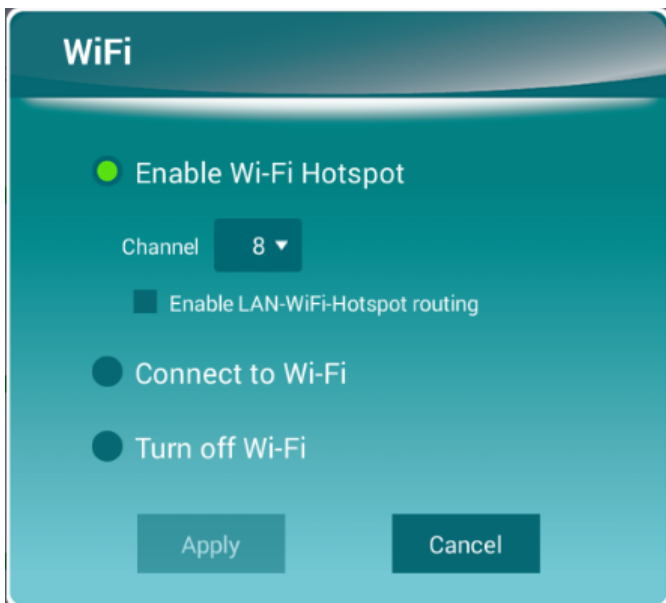 WiFi
Enable Wi-Fi Hotspot
Channel 8
Enable LAN-WiFi-Hotspot routing
Connect to Wi-Fi
Turn off Wi-Fi
Apply Cancel